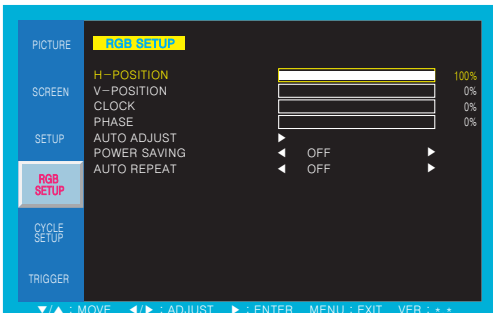 PICTURE
SCREEN
SETUP
RGB
SETUP
CYCLE
SETUP
TRIGGER
RGB SETUP
H-POSITION 100%
V-POSITION 0%
CLOCK 0%
PHASE 0%
AUTO ADJUST ▶
POWER SAVING ◀ OFF ▶
AUTO REPEAT ◀ OFF ▶
▼/▲ : MOVE ◀/▶ : ADJUST ▶ : ENTER MENU : EXIT VER : * *